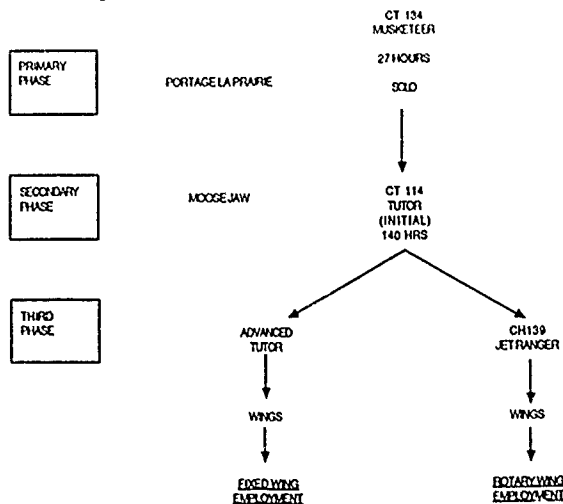 CT 134
MUSKETEER
27 HOURS
SOLO
PRIMARY
PHASE
PORTAGE LA PRAIRIE
SECONDARY
PHASE
MOOSE JAW
CT 114
TUTOR
(INITIAL)
140 HRS
THIRD
PHASE
ADVANCED
TUTOR
CH139
JET RANGER
WINGS
WINGS
FIXED WING
EMPLOYMENT
ROTARY WING
EMPLOYMENT